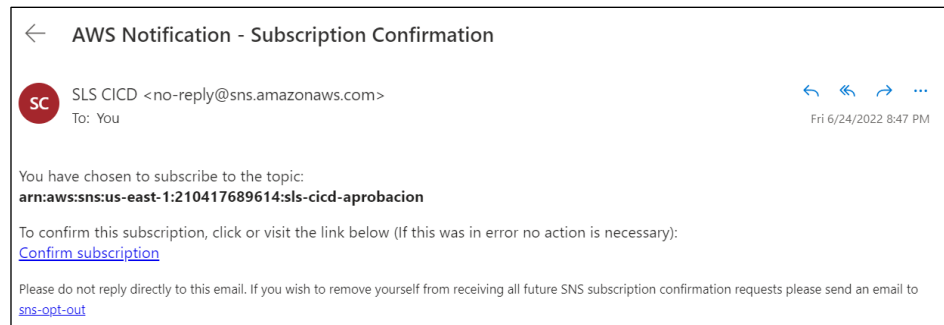 AWS Notification - Subscription Confirmation
SC
SLS CICD <no-reply@sns.amazonaws.com>
To: You
Fri 6/24/2022 8:47 PM
You have chosen to subscribe to the topic:
arn:aws:sns:us-east-1:210417689614:sls-cicd-aprobacion
To confirm this subscription, click or visit the link below (If this was in error no action is necessary):
Confirm subscription
Please do not reply directly to this email. If you wish to remove yourself from receiving all future SNS subscription confirmation requests please send an email to
sns-opt-out